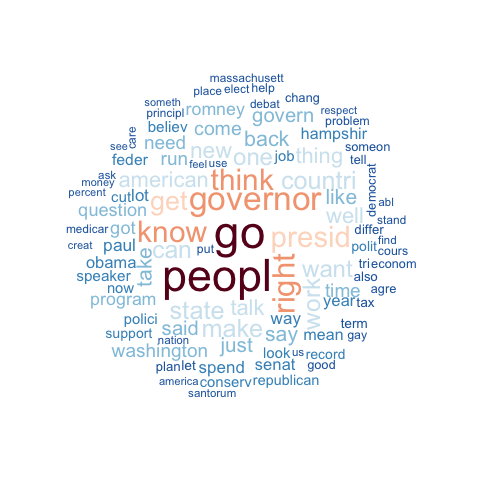 massachusett
place elect help
someth debat chang
principl romney govern respect
problem
believ come back hampshir
care need someon
see new one thing job tell
feder run feel use
ask american think countri democrat
money
percent cut lot get governor like abl
question well stand
medicar got know go presid differ
creat paul can put polit find
cours
obama take peopl right want tri econom
speaker also
now time agre
program state talk work year tax
polici said make way say mean term
support gay
nation just
washington look us record
plan let spend senat good
america conserv republican
santorum